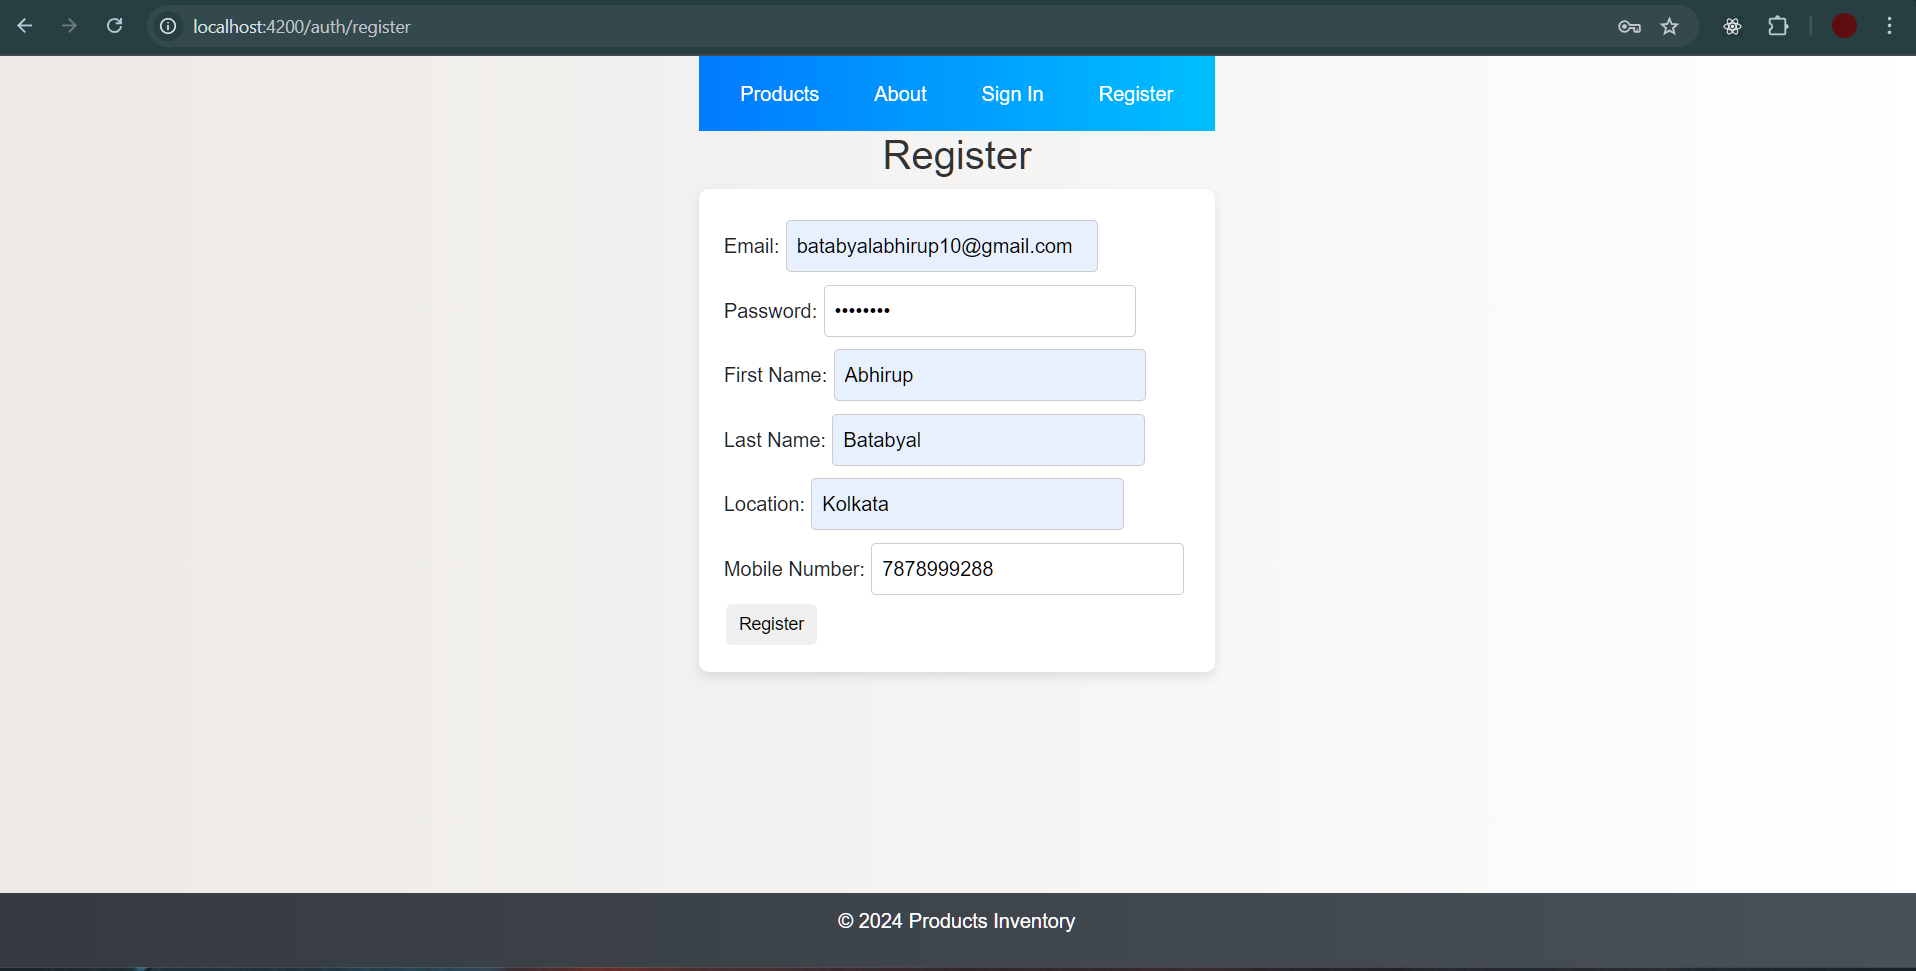 localhost:4200/auth/register
Products About Sign In Register
Register
Email: batabyalabhirup10@gmail.com
Password: ••••••••
First Name: Abhirup
Last Name: Batabyal
Location: Kolkata
Mobile Number: 7878999288
Register
© 2024 Products Inventory